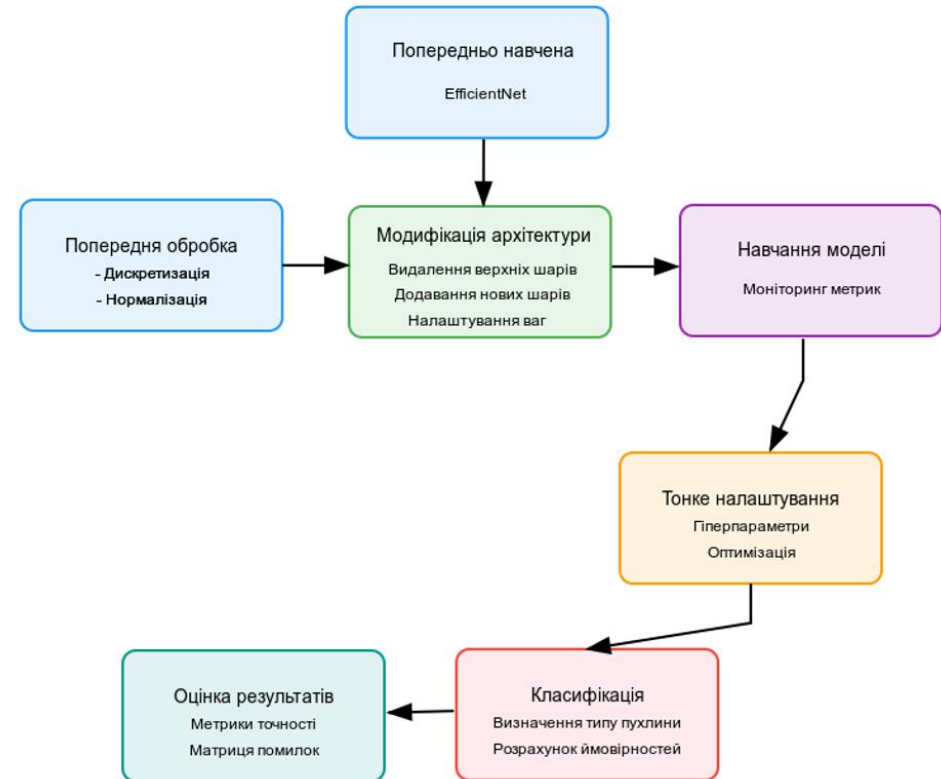 Попередньо навчена
EfficientNet
Попередня обробка
- Дискретизація
- Нормалізація
Модифікація архітектури
Видалення верхніх шарів
Додавання нових шарів
Налаштування ваг
Навчання моделі
Моніторинг метрик
Тонке налаштування
Гіперпараметри
Оптимізація
Класифікація
Визначення типу пухлини
Розрахунок ймовірностей
Оцінка результатів
Метрики точності
Матриця помилок